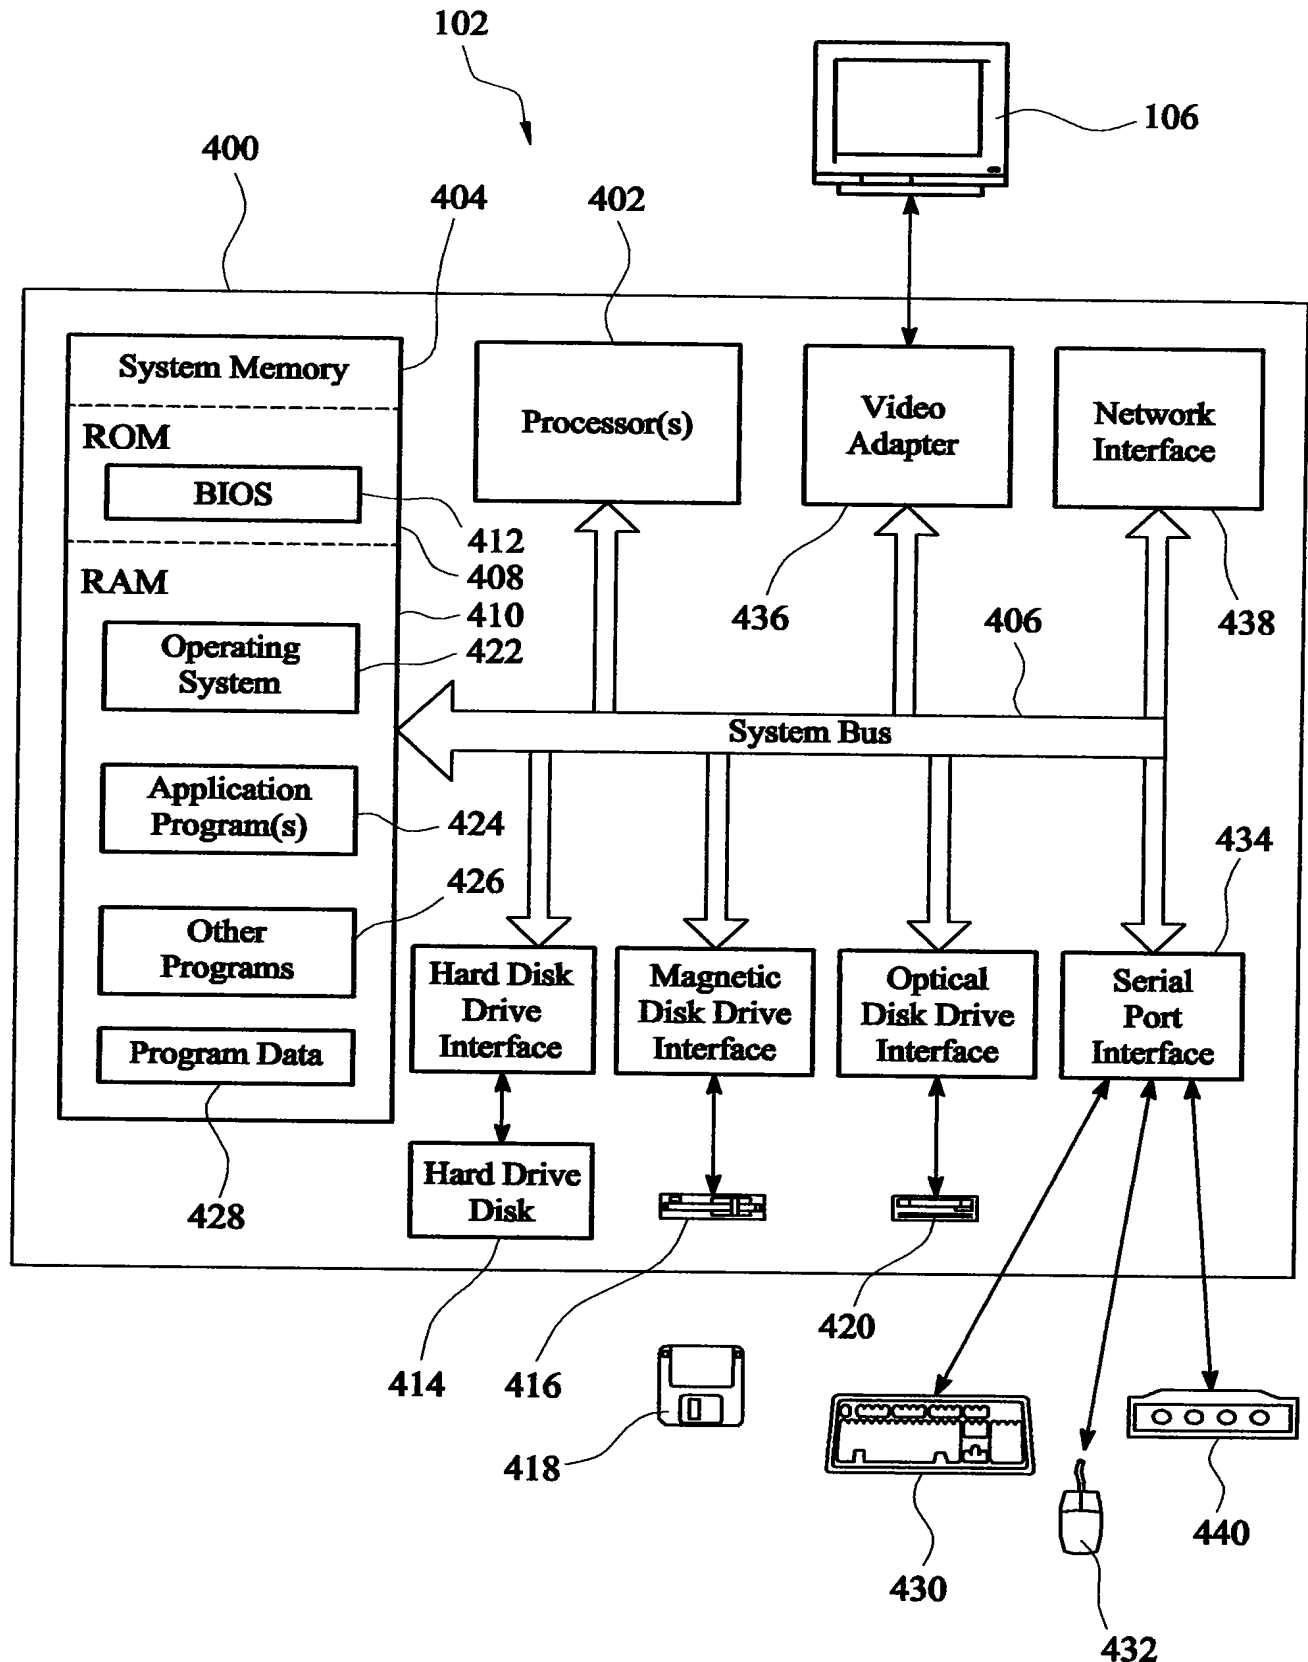 102
106
400
404
402
System Memory
ROM
BIOS
412
408
RAM
410
Operating
System
422
Application
Program(s)
424
426
Other
Programs
Program Data
428
Processor(s)
Video
Adapter
436
Network
Interface
438
406
System Bus
434
Hard Disk
Drive
Interface
Magnetic
Disk Drive
Interface
Optical
Disk Drive
Interface
Serial
Port
Interface
Hard Drive
Disk
414
416
418
420
430
432
440